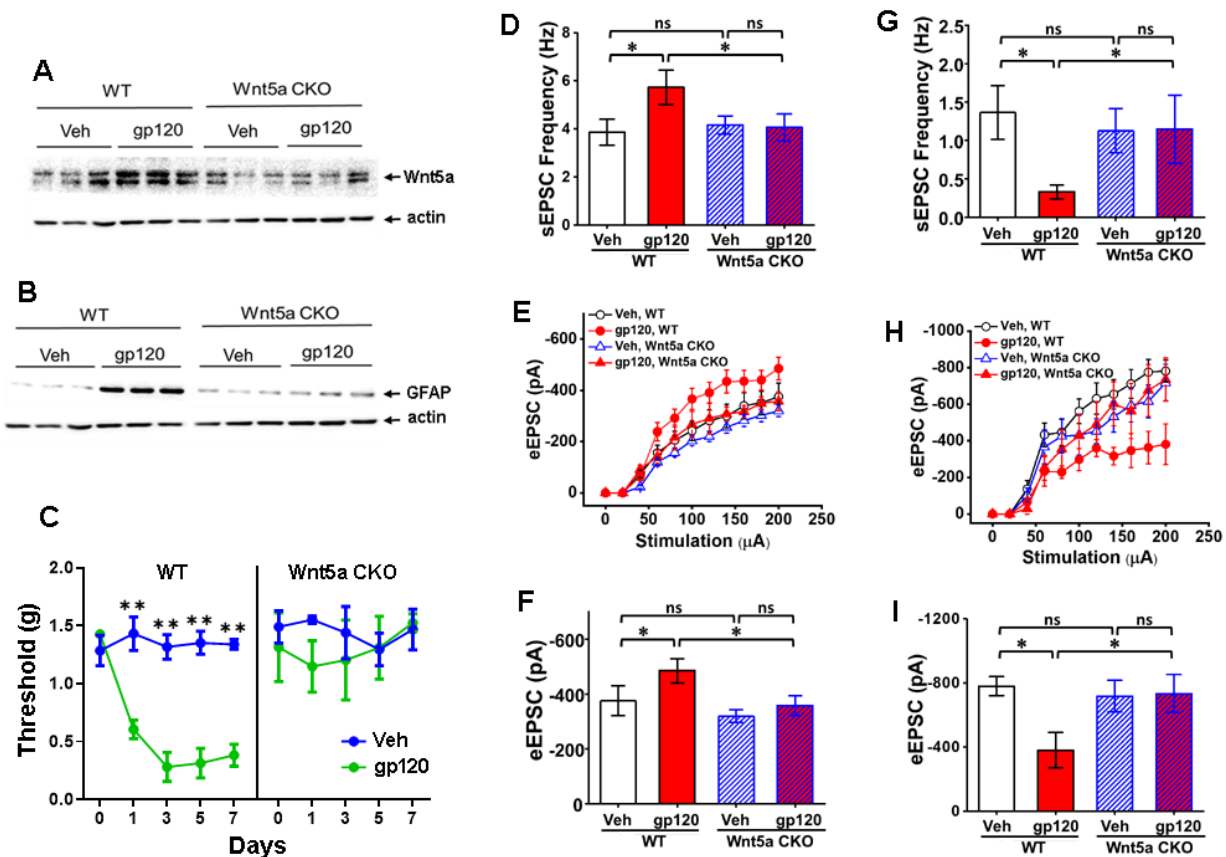 A
WT
Wnt5a CKO
Veh
gp120
Veh
gp120
Wnt5a
actin
B
WT
Wnt5a CKO
Veh
gp120
Veh
gp120
GFAP
actin
C
WT
Wnt5a CKO
Threshold (g)
2.0
1.5
1.0
0.5
0.0
** ** ** **
Veh
gp120
0 1 3 5 7 0 1 3 5 7
Days
D
sEPSC Frequency (Hz)
8
6
4
2
0
ns ns
* *
Veh gp120 Veh gp120
WT Wnt5a CKO
E
eEPSC (pA)
-600
-400
-200
0
Veh, WT
gp120, WT
Veh, Wnt5a CKO
gp120, Wnt5a CKO
0 50 100 150 200 250
Stimulation (μA)
F
eEPSC (pA)
-600
-400
-200
0
ns ns
* *
Veh gp120 Veh gp120
WT Wnt5a CKO
G
sEPSC Frequency (Hz)
2.5
2.0
1.5
1.0
0.5
0.0
ns ns
* *
Veh gp120 Veh gp120
WT Wnt5a CKO
H
eEPSC (pA)
-1000
-800
-600
-400
-200
0
Veh, WT
gp120, WT
Veh, Wnt5a CKO
gp120, Wnt5a CKO
0 50 100 150 200 250
Stimulation (μA)
I
eEPSC (pA)
-1200
-800
-400
0
ns ns
* *
Veh gp120 Veh gp120
WT Wnt5a CKO